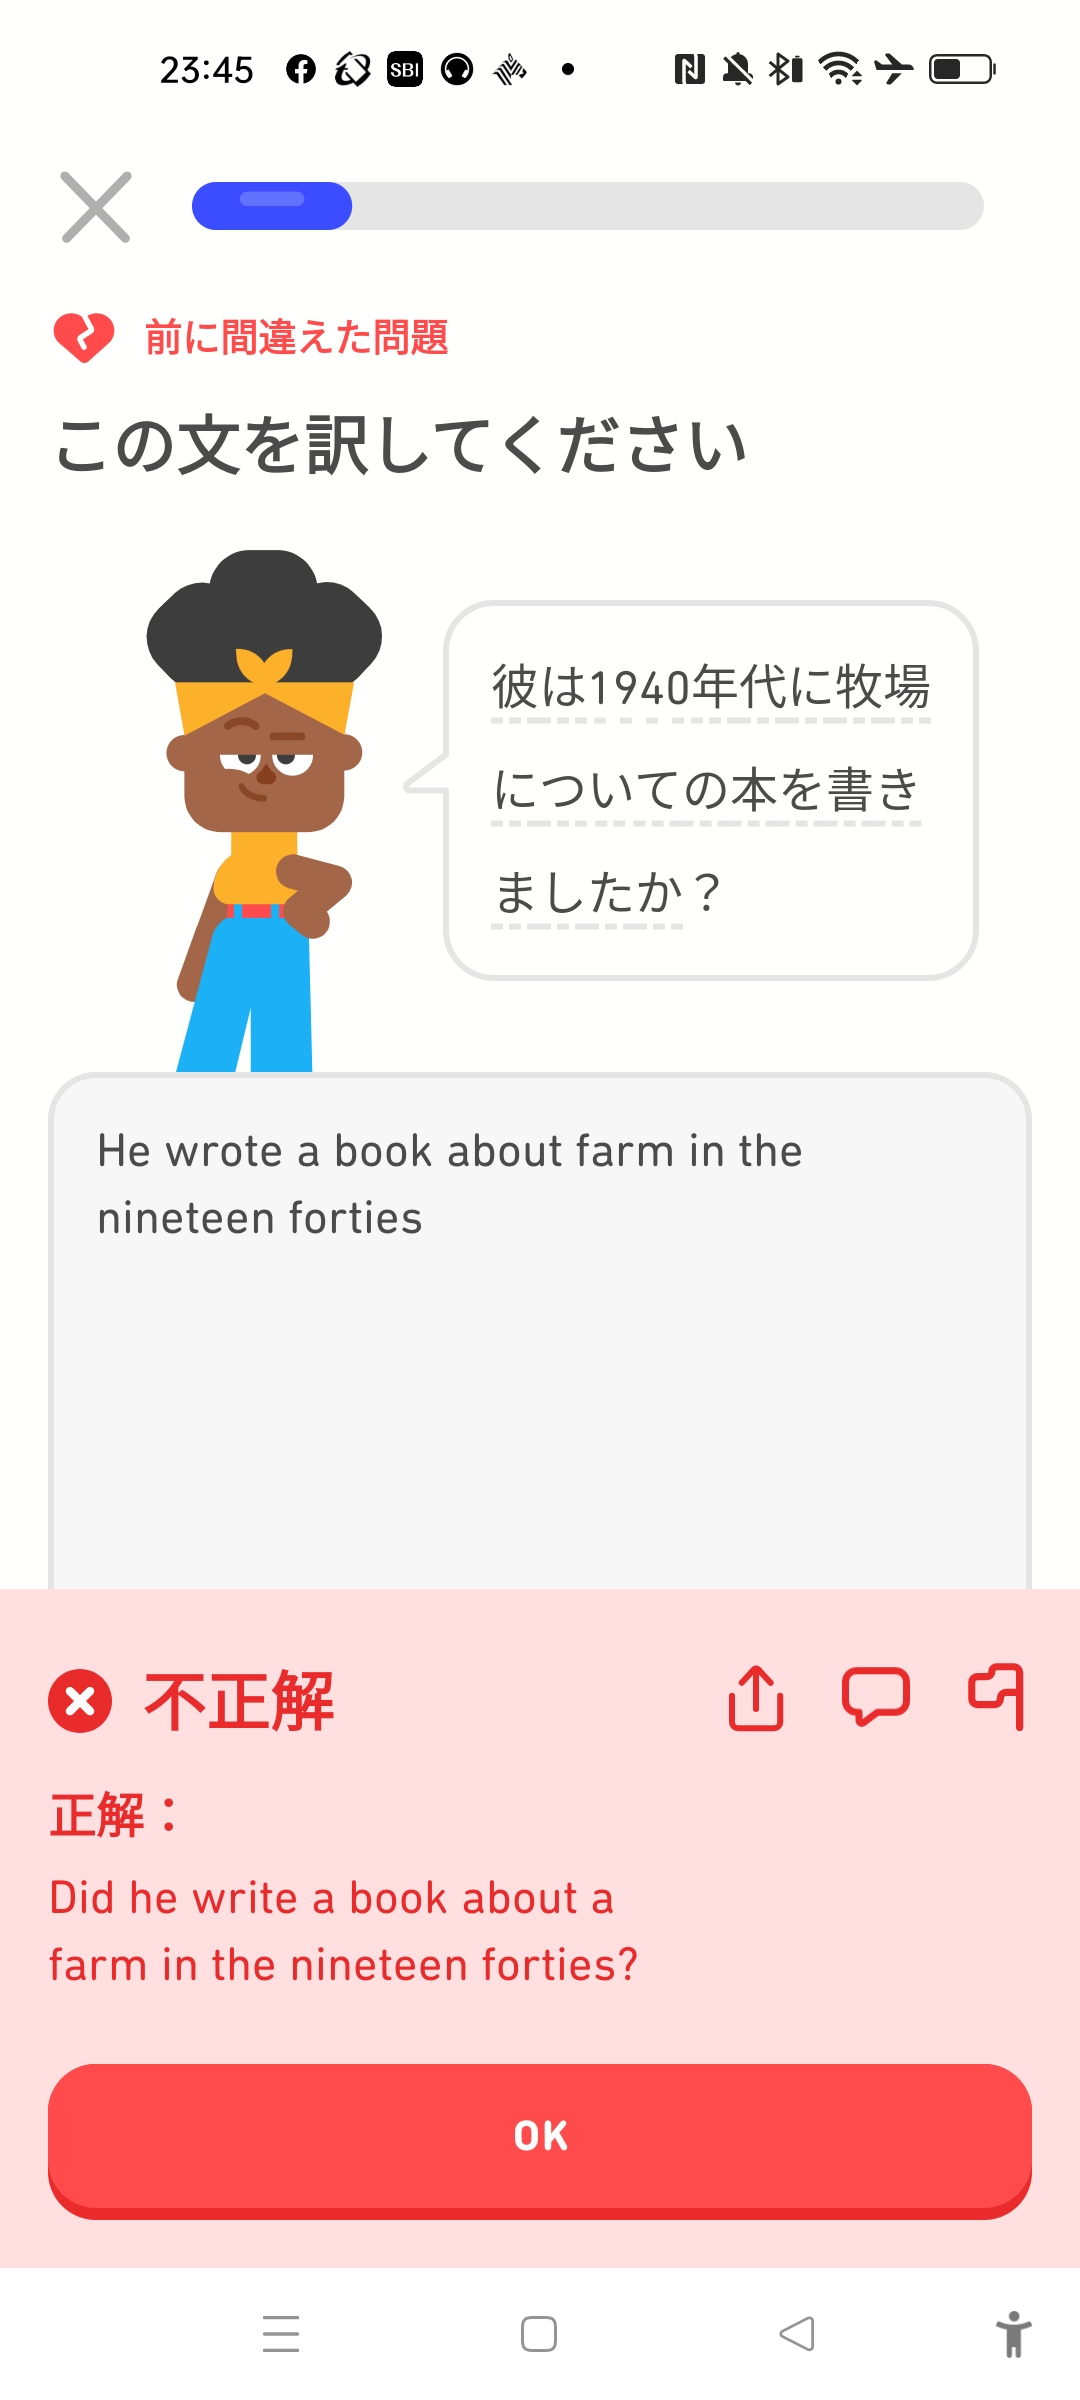 23:45
SBI
前に間違えた問題
この文を訳してください
彼は1940年代に牧場
についての本を書き
ましたか？
He wrote a book about farm in the
nineteen forties
不正解
正解：
Did he write a book about a
farm in the nineteen forties?
OK